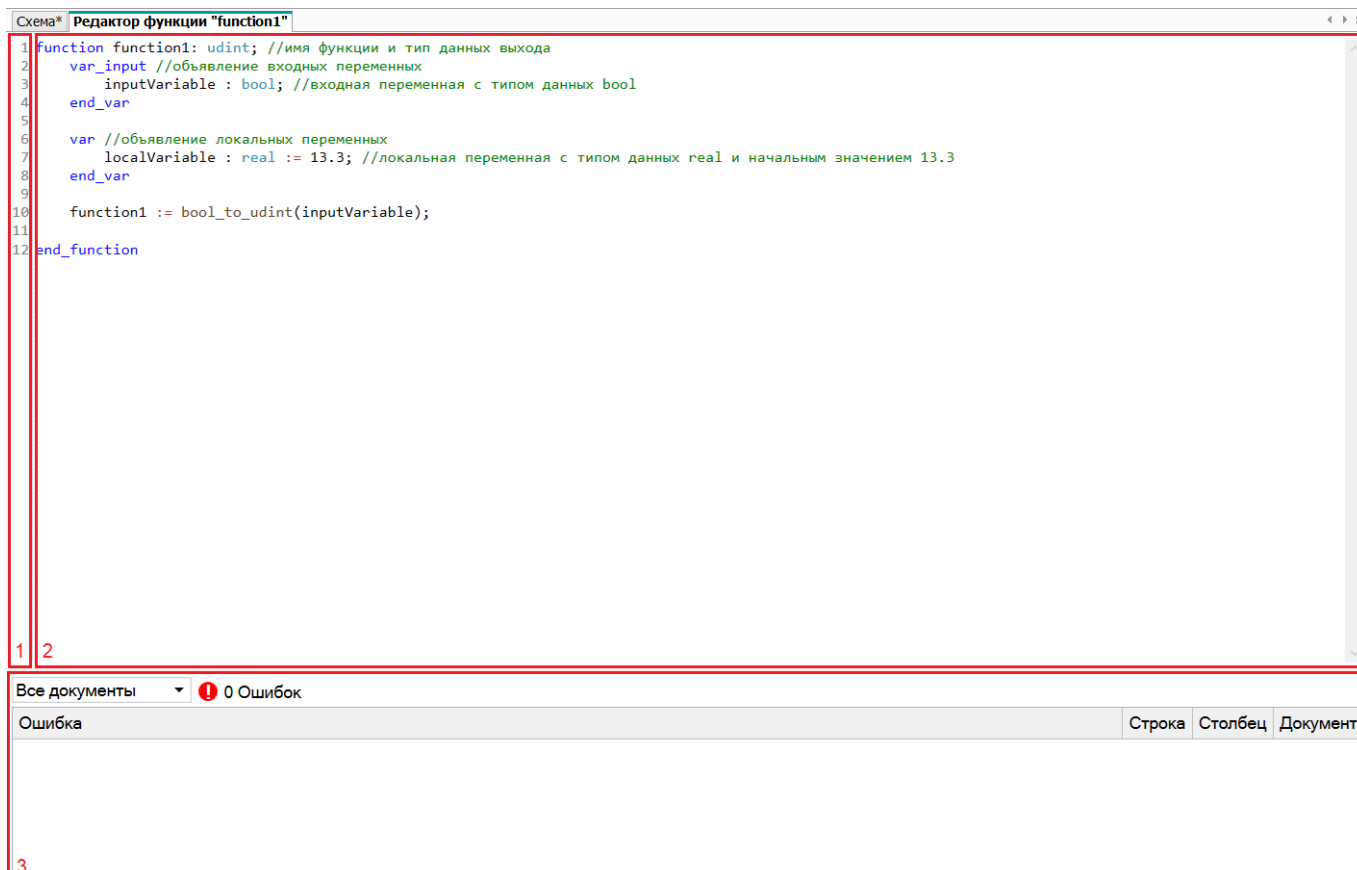 Схема* Редактор функции "function1"
1 function function1: udint; //имя функции и тип данных выхода
2 var_input //объявление входных переменных
3 inputVariable : bool; //входная переменная с типом данных bool
4 end_var
5
6 var //объявление локальных переменных
7 localVariable : real := 13.3; //локальная переменная с типом данных real и начальным значением 13.3
8 end_var
9
10 function1 := bool_to_udint(inputVariable);
11
12 end_function
1 2
Все документы 0 Ошибок
Ошибка Строка Столбец Документ
3